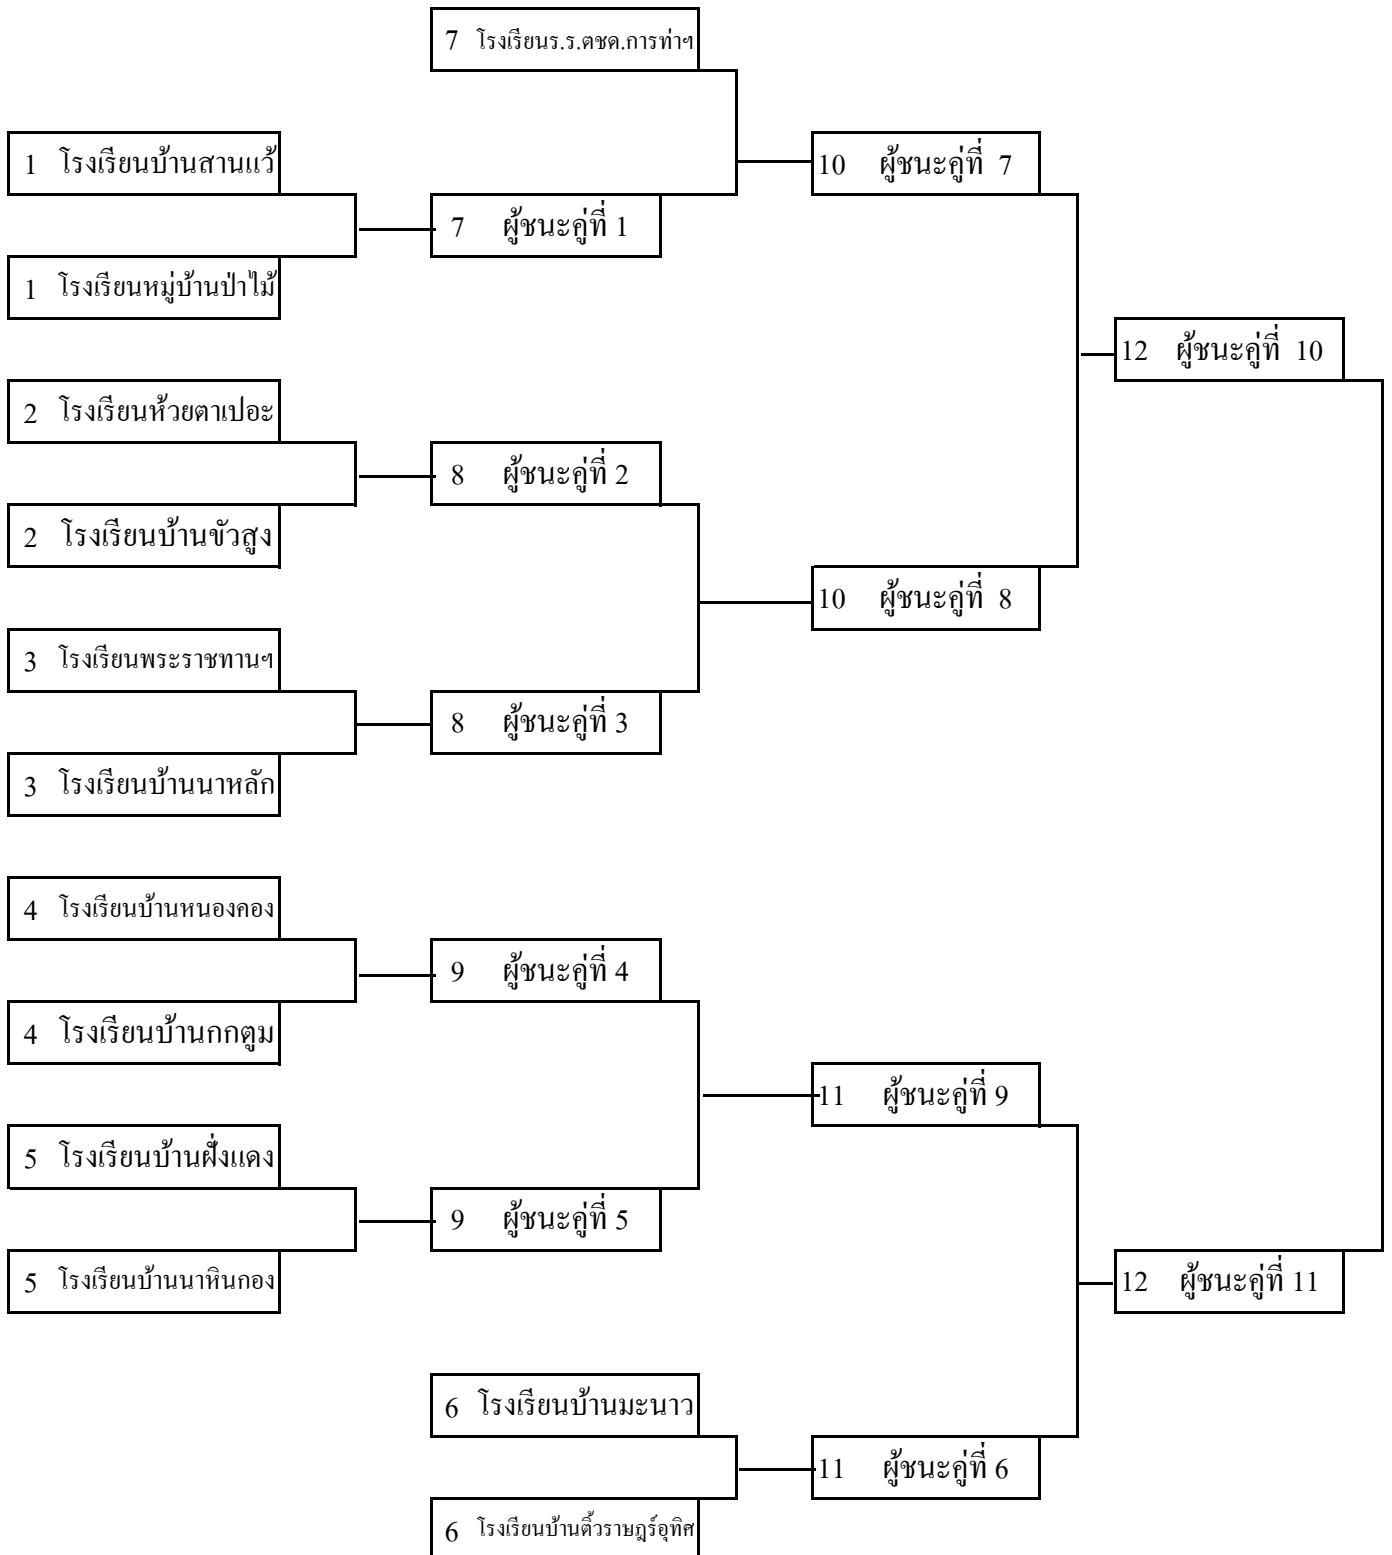 7 โรงเรียนร.ร.ตชด.การท่าฯ
1 โรงเรียนบ้านสานแว้
10 ผู้ชนะคู่ที่ 7
7 ผู้ชนะคู่ที่ 1
1 โรงเรียนหมู่บ้านป่าไม้
12 ผู้ชนะคู่ที่ 10
2 โรงเรียนห้วยตาเปอะ
8 ผู้ชนะคู่ที่ 2
2 โรงเรียนบ้านขัวสูง
10 ผู้ชนะคู่ที่ 8
3 โรงเรียนพระราชทานฯ
8 ผู้ชนะคู่ที่ 3
3 โรงเรียนบ้านนาหลัก
4 โรงเรียนบ้านหนองคอง
9 ผู้ชนะคู่ที่ 4
4 โรงเรียนบ้านกกตูม
11 ผู้ชนะคู่ที่ 9
5 โรงเรียนบ้านฝั่งแดง
9 ผู้ชนะคู่ที่ 5
5 โรงเรียนบ้านนาหินกอง
12 ผู้ชนะคู่ที่ 11
6 โรงเรียนบ้านมะนาว
11 ผู้ชนะคู่ที่ 6
6 โรงเรียนบ้านติ้วราษฎร์อุทิศ